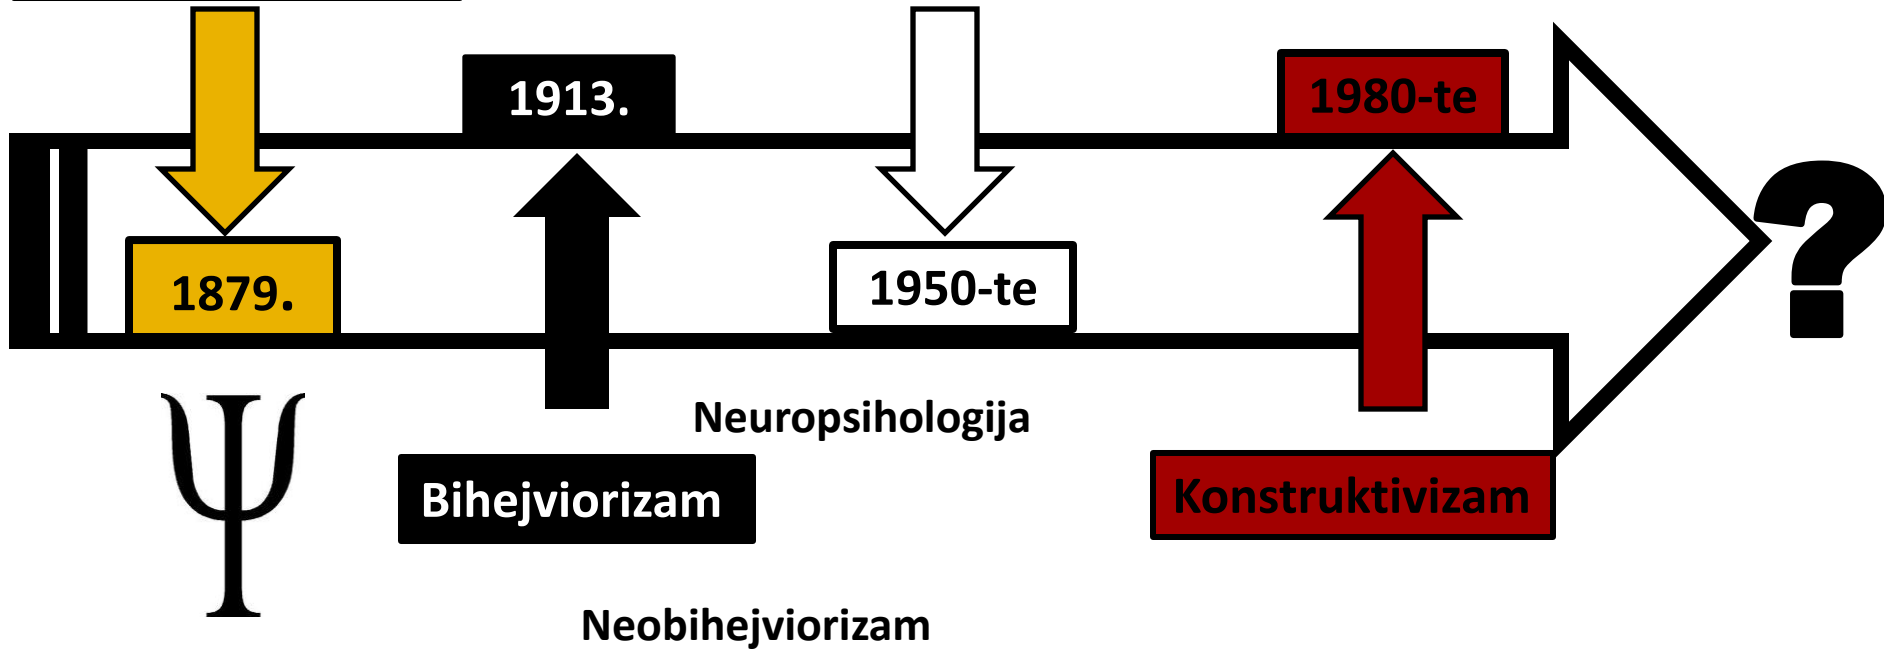 1913.
1980-te
?
1879.
1950-te
Ψ
Neuropsihologija
Bihejviorizam
Konstruktivizam
Neobihejviorizam